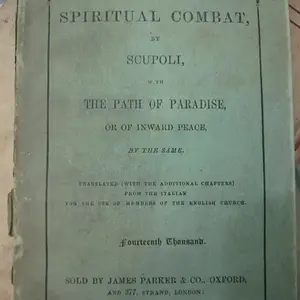 SPIRITUAL COMBAT,
BY
SCUPOLI,
WITH
THE PATH OF PARADISE,
OR OF INWARD PEACE,
BY THE SAME.
TRANSLATED (WITH THE ADDITIONAL CHAPTERS)
FROM THE ITALIAN
FOR THE USE OF MEMBERS OF THE ENGLISH CHURCH.
Fourteenth Thousand.
SOLD BY JAMES PARKER & CO., OXFORD,
AND 377, STRAND, LONDON.